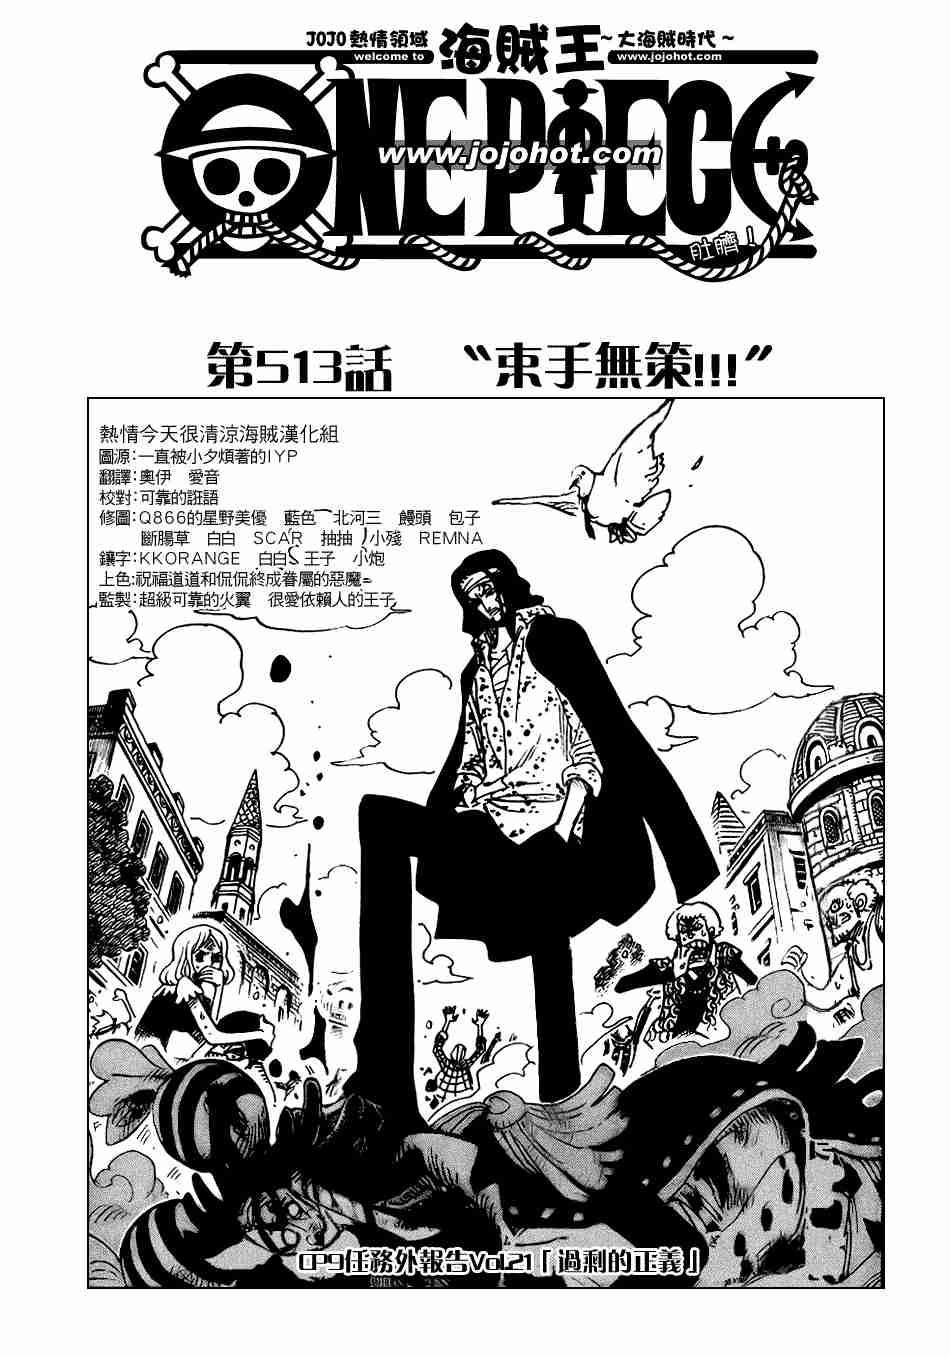 JOJO熱情領域 海賊王 ~大海賊時代~
welcome to www.jojohot.com
ONE PIECE
www.jojohot.com
肚臍!
第513話 〝束手無策!!!〞
熱情今天很清涼海賊漢化組
圖源:一直被小夕煩著的IYP
翻譯:奧伊 愛音
校對:可靠的誑語
修圖:Q866的星野美優 藍色 北河三 饅頭 包子
斷腸草 白白 SCAR 抽抽 小殘 REMNA
鑲字:KKORANGE 白白 王子 小炮
上色:祝福道道和侃侃終成眷屬的惡魔
監製:超級可靠的火翼 很愛依賴人的王子
CP9任務外報告Vol.21「過剩的正義」